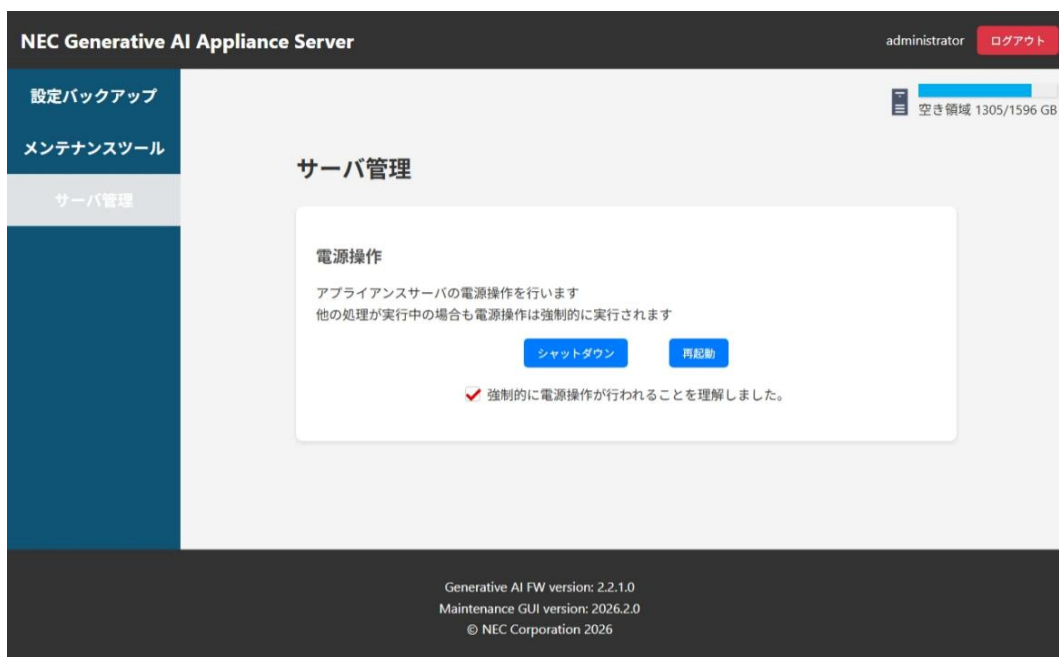 NEC Generative AI Appliance Server
administrator
ログアウト
設定バックアップ
メンテナンスツール
サーバ管理
空き領域 1305/1596 GB
サーバ管理
電源操作
アプライアンスサーバの電源操作を行います
他の処理が実行中の場合も電源操作は強制的に実行されます
シャットダウン
再起動
強制的に電源操作が行われることを理解しました。
Generative AI FW version: 2.2.1.0
Maintenance GUI version: 2026.2.0
© NEC Corporation 2026